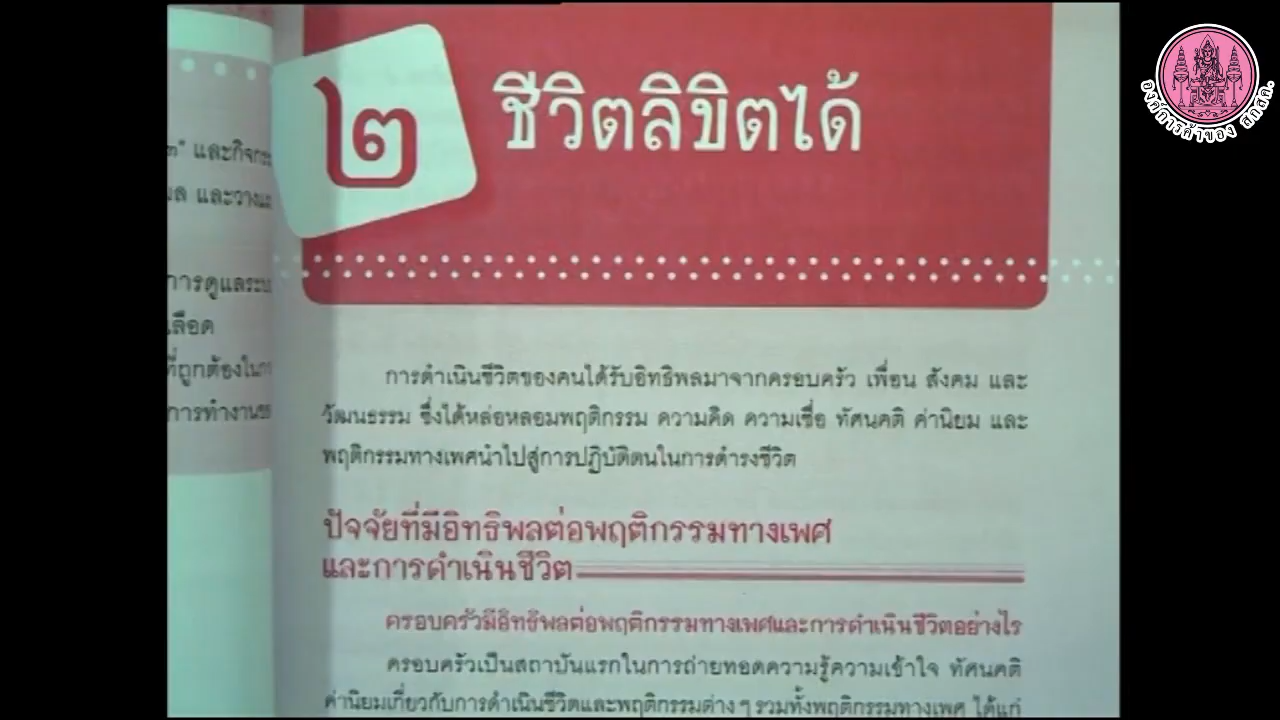 ๒ ชีวิตลิขิตได้
การดำเนินชีวิตของคนได้รับอิทธิพลมาจากครอบครัว เพื่อน สังคม และ
วัฒนธรรม ซึ่งได้หล่อหลอมพฤติกรรม ความคิด ความเชื่อ ทัศนคติ ค่านิยม และ
พฤติกรรมทางเพศนำไปสู่การปฏิบัติตนในการดำรงชีวิต
ปัจจัยที่มีอิทธิพลต่อพฤติกรรมทางเพศ
และการดำเนินชีวิต
ครอบครัวมีอิทธิพลต่อพฤติกรรมทางเพศและการดำเนินชีวิตอย่างไร
ครอบครัวเป็นสถาบันแรกในการถ่ายทอดความรู้ความเข้าใจ ทัศนคติ
ค่านิยมเกี่ยวกับการดำเนินชีวิตและพฤติกรรมต่าง ๆ รวมทั้งพฤติกรรมทางเพศ ได้แก่
๓" และกิจกร
และวางแ
การดูแลระบ
เลือด
ที่ถูกต้องในกา
การทำงานขอ
องค์การค้าของ สกสค.